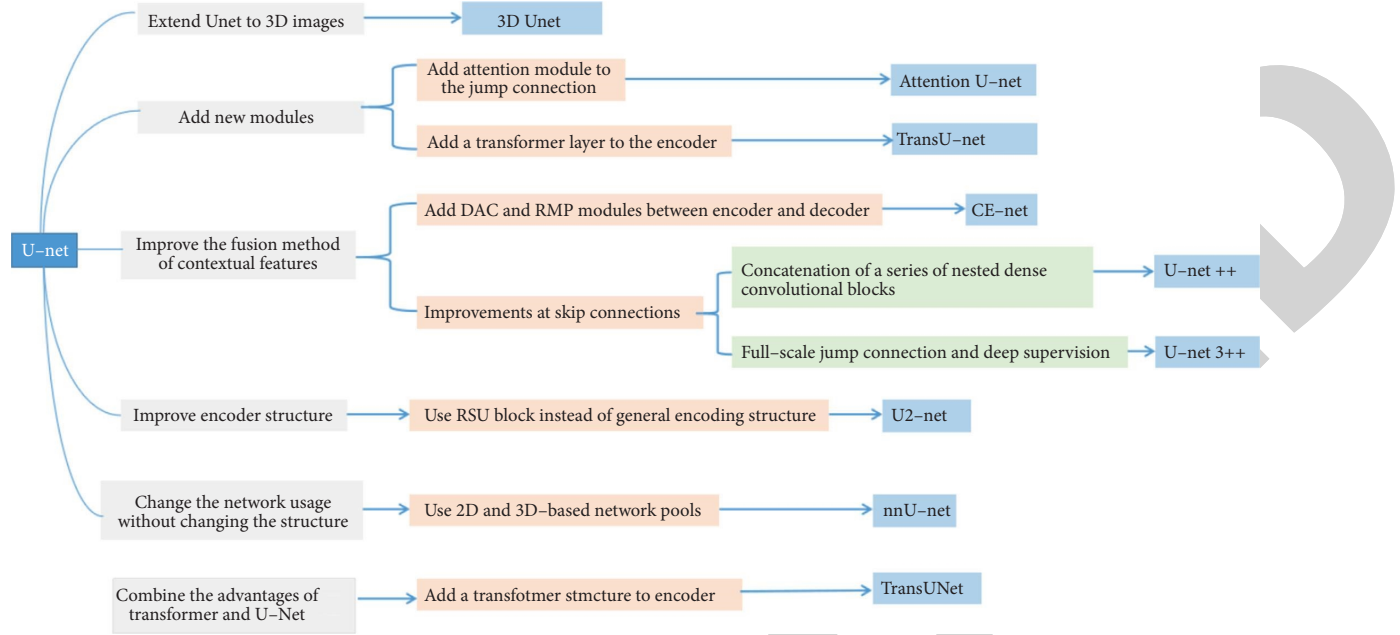 Extend Unet to 3D images
3D Unet
Add new modules
Add attention module to
the jump connection
Attention U–net
Add a transformer layer to the encoder
TransU–net
U–net
Improve the fusion method
of contextual features
Add DAC and RMP modules between encoder and decoder
CE–net
Improvements at skip connections
Concatenation of a series of nested dense
convolutional blocks
U–net ++
Full–scale jump connection and deep supervision
U–net 3++
Improve encoder structure
Use RSU block instead of general encoding structure
U2–net
Change the network usage
without changing the structure
Use 2D and 3D–based network pools
nnU–net
Combine the advantages of
transformer and U–Net
Add a transfotmer stmcture to encoder
TransUNet